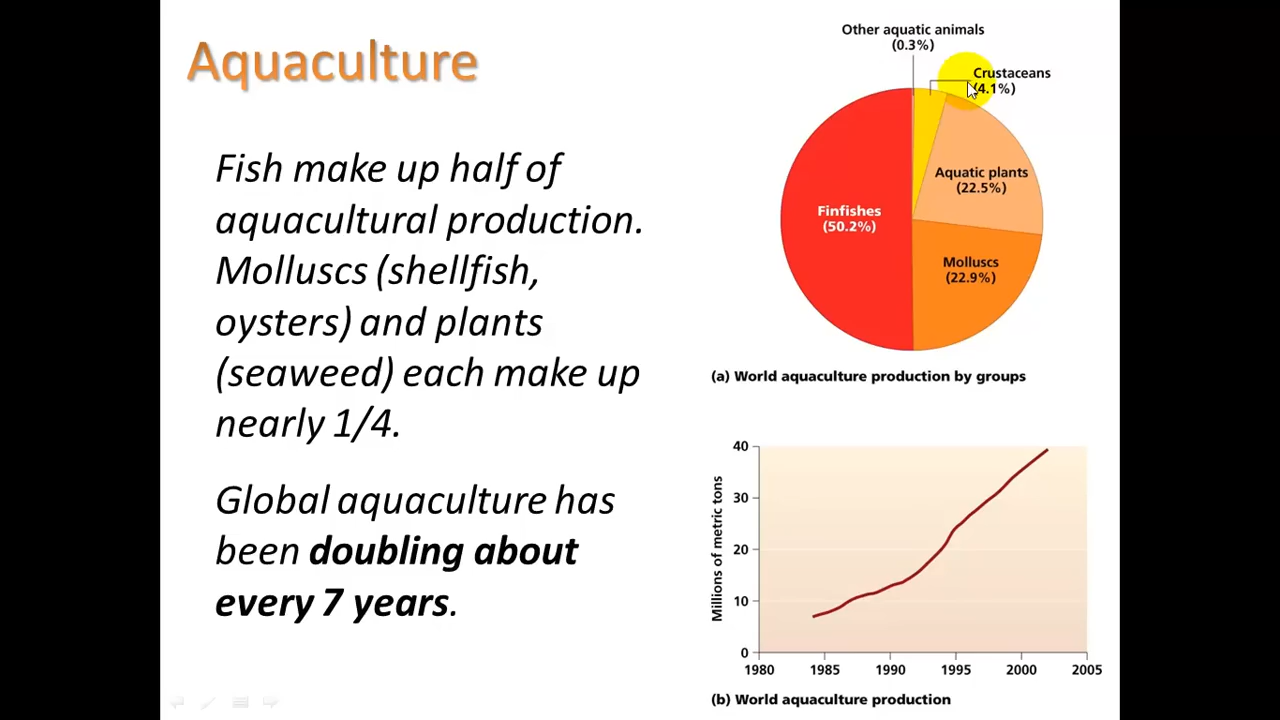 Aquaculture
Fish make up half of
aquacultural production.
Molluscs (shellfish,
oysters) and plants
(seaweed) each make up
nearly 1/4.
Global aquaculture has
been doubling about
every 7 years.
Other aquatic animals
(0.3%)
Crustaceans
(4.1%)
Aquatic plants
(22.5%)
Finfishes
(50.2%)
Molluscs
(22.9%)
(a) World aquaculture production by groups
Millions of metric tons
40
30
20
10
0
1980 1985 1990 1995 2000 2005
(b) World aquaculture production